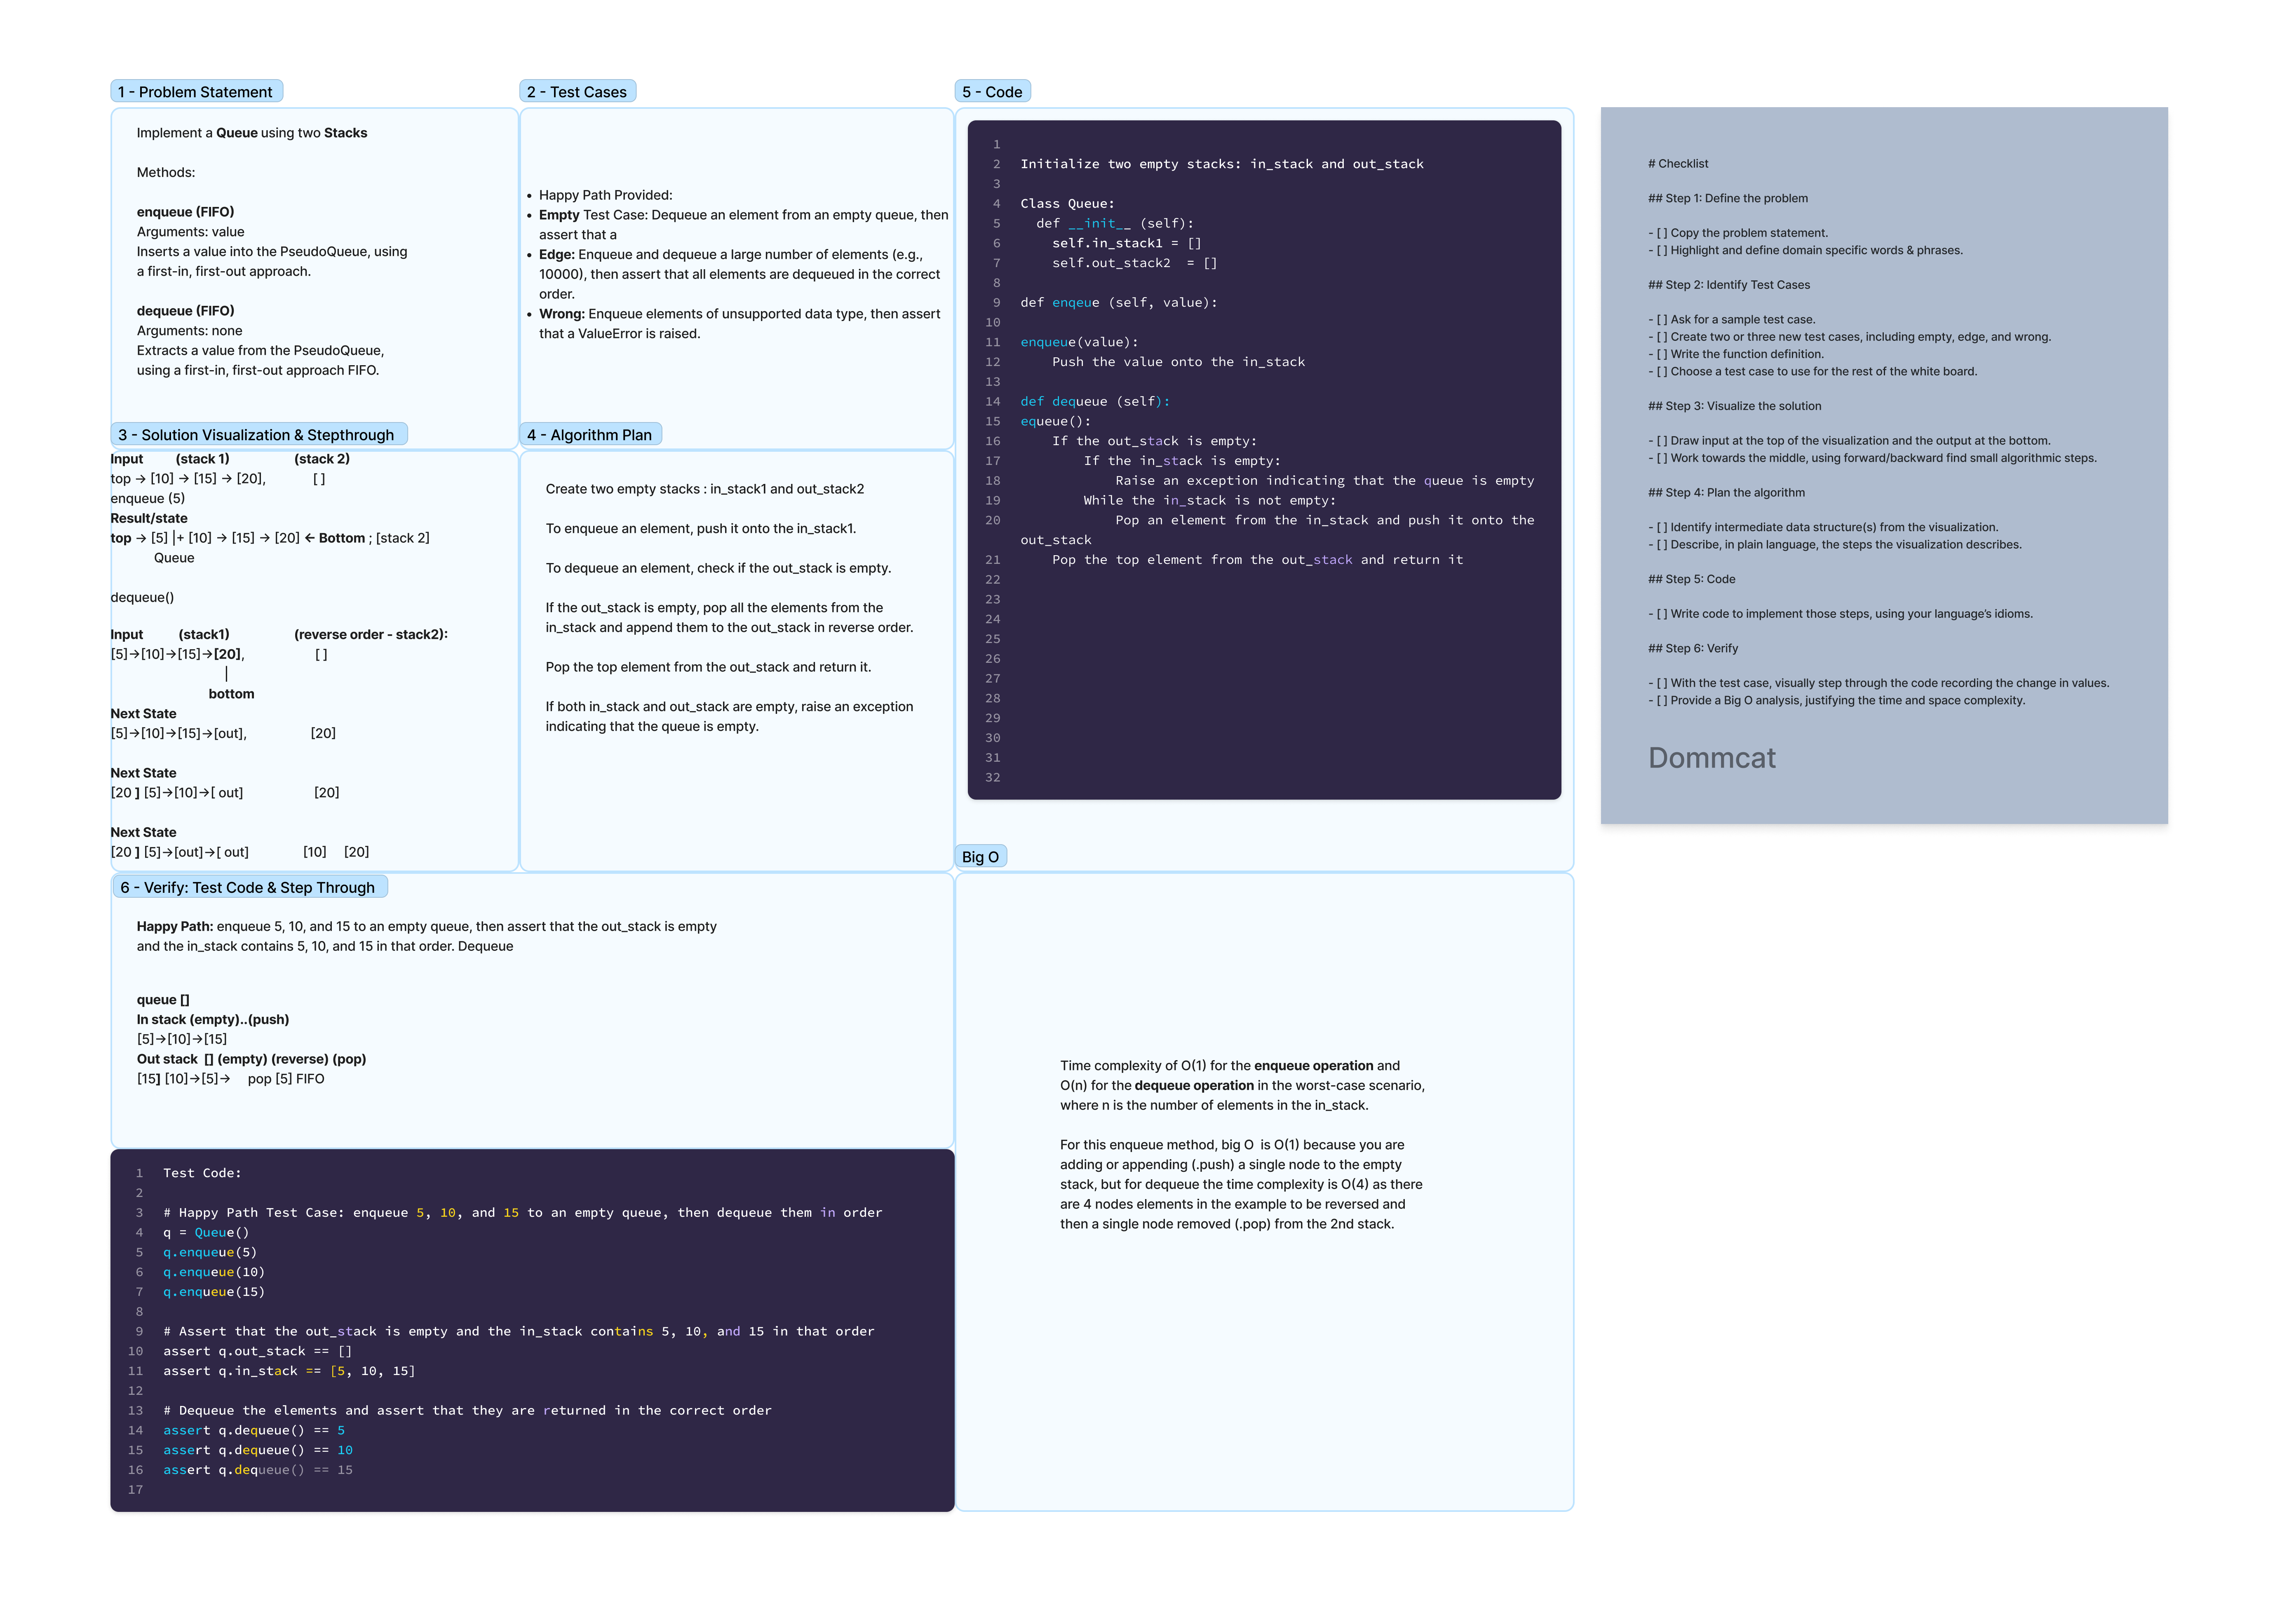 1 - Problem Statement
Implement a Queue using two Stacks
Methods:
enqueue (FIFO)
Arguments: value
Inserts a value into the PseudoQueue, using
a first-in, first-out approach.
dequeue (FIFO)
Arguments: none
Extracts a value from the PseudoQueue,
using a first-in, first-out approach FIFO.
2 - Test Cases
• Happy Path Provided:
• Empty Test Case: Dequeue an element from an empty queue, then
assert that a
• Edge: Enqueue and dequeue a large number of elements (e.g.,
10000), then assert that all elements are dequeued in the correct
order.
• Wrong: Enqueue elements of unsupported data type, then assert
that a ValueError is raised.
3 - Solution Visualization & Stepthrough
Input (stack 1) (stack 2)
top → [10] → [15] → [20], [ ]
enqueue (5)
Result/state
top → [5] |+ [10] → [15] → [20] ← Bottom ; [stack 2]
Queue
dequeue()
Input (stack1) (reverse order - stack2):
[5]→[10]→[15]→[20], [ ]
|
bottom
Next State
[5]→[10]→[15]→[out], [20]
Next State
[20 ] [5]→[10]→[ out] [20]
Next State
[20 ] [5]→[out]→[ out] [10] [20]
4 - Algorithm Plan
Create two empty stacks : in_stack1 and out_stack2
To enqueue an element, push it onto the in_stack1.
To dequeue an element, check if the out_stack is empty.
If the out_stack is empty, pop all the elements from the
in_stack and append them to the out_stack in reverse order.
Pop the top element from the out_stack and return it.
If both in_stack and out_stack are empty, raise an exception
indicating that the queue is empty.
5 - Code
1
2 Initialize two empty stacks: in_stack and out_stack
3
4 Class Queue:
5 def __init__ (self):
6 self.in_stack1 = []
7 self.out_stack2 = []
8
9 def enqeue (self, value):
10
11 enqueue(value):
12 Push the value onto the in_stack
13
14 def dequeue (self):
15 equeue():
16 If the out_stack is empty:
17 If the in_stack is empty:
18 Raise an exception indicating that the queue is empty
19 While the in_stack is not empty:
20 Pop an element from the in_stack and push it onto the
out_stack
21 Pop the top element from the out_stack and return it
22
23
24
25
26
27
28
29
30
31
32
6 - Verify: Test Code & Step Through
Happy Path: enqueue 5, 10, and 15 to an empty queue, then assert that the out_stack is empty
and the in_stack contains 5, 10, and 15 in that order. Dequeue
queue []
In stack (empty)..(push)
[5]→[10]→[15]
Out stack [] (empty) (reverse) (pop)
[15] [10]→[5]→ pop [5] FIFO
1 Test Code:
2
3 # Happy Path Test Case: enqueue 5, 10, and 15 to an empty queue, then dequeue them in order
4 q = Queue()
5 q.enqueue(5)
6 q.enqueue(10)
7 q.enqueue(15)
8
9 # Assert that the out_stack is empty and the in_stack contains 5, 10, and 15 in that order
10 assert q.out_stack == []
11 assert q.in_stack == [5, 10, 15]
12
13 # Dequeue the elements and assert that they are returned in the correct order
14 assert q.dequeue() == 5
15 assert q.dequeue() == 10
16 assert q.dequeue() == 15
17
Big O
Time complexity of O(1) for the enqueue operation and
O(n) for the dequeue operation in the worst-case scenario,
where n is the number of elements in the in_stack.
For this enqueue method, big O is O(1) because you are
adding or appending (.push) a single node to the empty
stack, but for dequeue the time complexity is O(4) as there
are 4 nodes elements in the example to be reversed and
then a single node removed (.pop) from the 2nd stack.
# Checklist
## Step 1: Define the problem
- [ ] Copy the problem statement.
- [ ] Highlight and define domain specific words & phrases.
## Step 2: Identify Test Cases
- [ ] Ask for a sample test case.
- [ ] Create two or three new test cases, including empty, edge, and wrong.
- [ ] Write the function definition.
- [ ] Choose a test case to use for the rest of the white board.
## Step 3: Visualize the solution
- [ ] Draw input at the top of the visualization and the output at the bottom.
- [ ] Work towards the middle, using forward/backward find small algorithmic steps.
## Step 4: Plan the algorithm
- [ ] Identify intermediate data structure(s) from the visualization.
- [ ] Describe, in plain language, the steps the visualization describes.
## Step 5: Code
- [ ] Write code to implement those steps, using your language’s idioms.
## Step 6: Verify
- [ ] With the test case, visually step through the code recording the change in values.
- [ ] Provide a Big O analysis, justifying the time and space complexity.
Dommcat